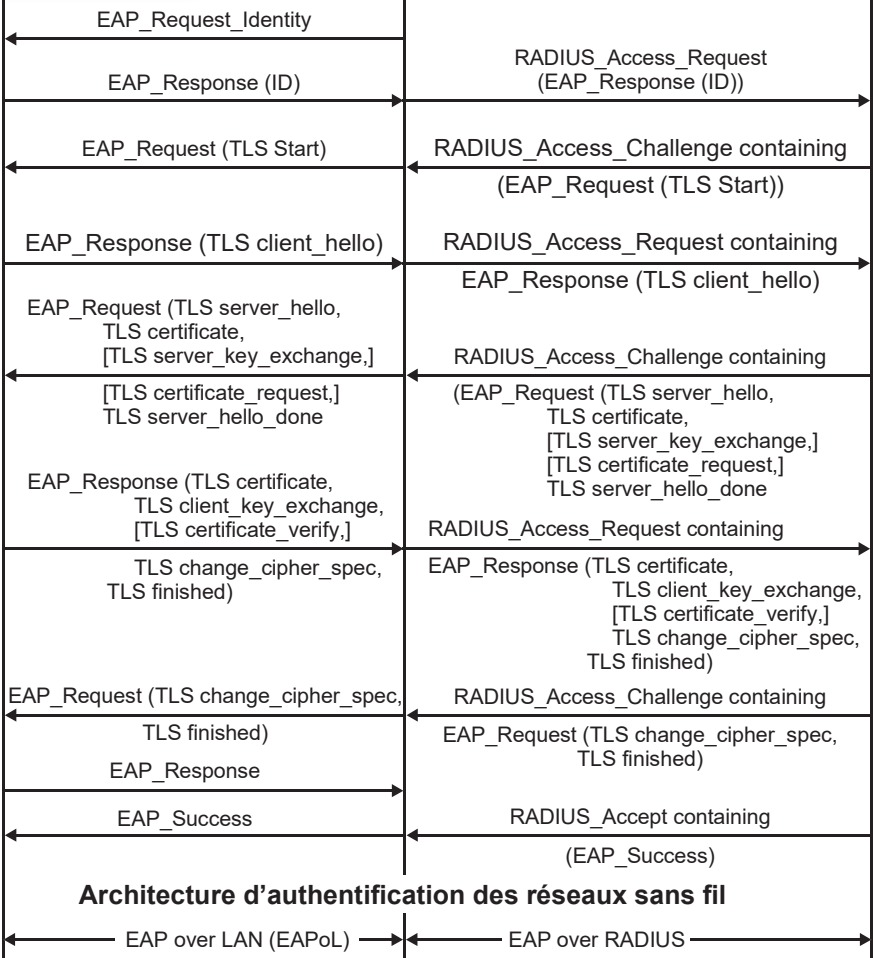 EAP_Request_Identity
RADIUS_Access_Request
EAP_Response (ID)
(EAP_Response (ID))
EAP_Request (TLS Start)
RADIUS_Access_Challenge containing
(EAP_Request (TLS Start))
EAP_Response (TLS client_hello)
RADIUS_Access_Request containing
EAP_Response (TLS client_hello)
EAP_Request (TLS server_hello,
TLS certificate,
[TLS server_key_exchange,]
[TLS certificate_request,]
TLS server_hello_done
RADIUS_Access_Challenge containing
(EAP_Request (TLS server_hello,
TLS certificate,
[TLS server_key_exchange,]
[TLS certificate_request,]
TLS server_hello_done
EAP_Response (TLS certificate,
TLS client_key_exchange,
[TLS certificate_verify,]
TLS change_cipher_spec,
TLS finished)
RADIUS_Access_Request containing
EAP_Response (TLS certificate,
TLS client_key_exchange,
[TLS certificate_verify,]
TLS change_cipher_spec,
TLS finished)
EAP_Request (TLS change_cipher_spec,
TLS finished)
RADIUS_Access_Challenge containing
EAP_Request (TLS change_cipher_spec,
TLS finished)
EAP_Response
EAP_Success
RADIUS_Accept containing
(EAP_Success)
Architecture d’authentification des réseaux sans fil
EAP over LAN (EAPoL)
EAP over RADIUS